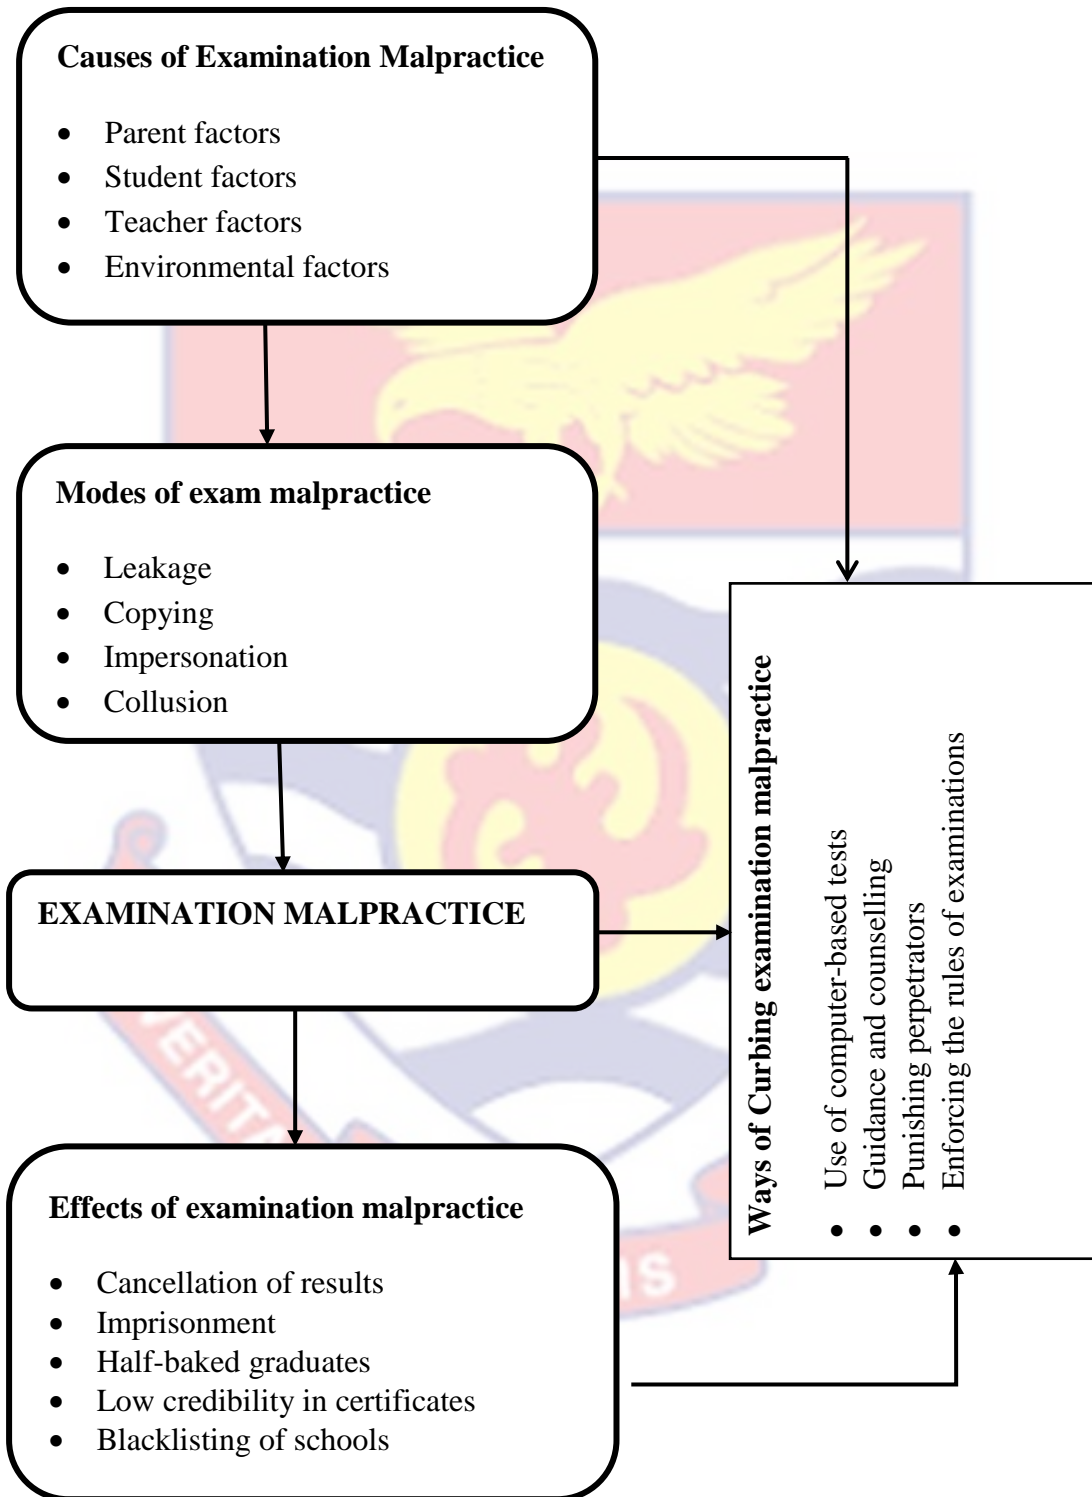 Causes of Examination Malpractice
• Parent factors
• Student factors
• Teacher factors
• Environmental factors
Modes of exam malpractice
• Leakage
• Copying
• Impersonation
• Collusion
EXAMINATION MALPRACTICE
Ways of Curbing examination malpractice
• Use of computer-based tests
• Guidance and counselling
• Punishing perpetrators
• Enforcing the rules of examinations
Effects of examination malpractice
• Cancellation of results
• Imprisonment
• Half-baked graduates
• Low credibility in certificates
• Blacklisting of schools